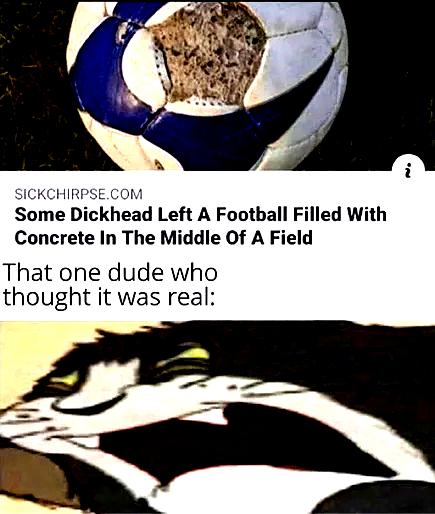 SICKCHIRPSE.COM
Some Dickhead Left A Football Filled With
Concrete In The Middle Of A Field
That one dude who
thought it was real: